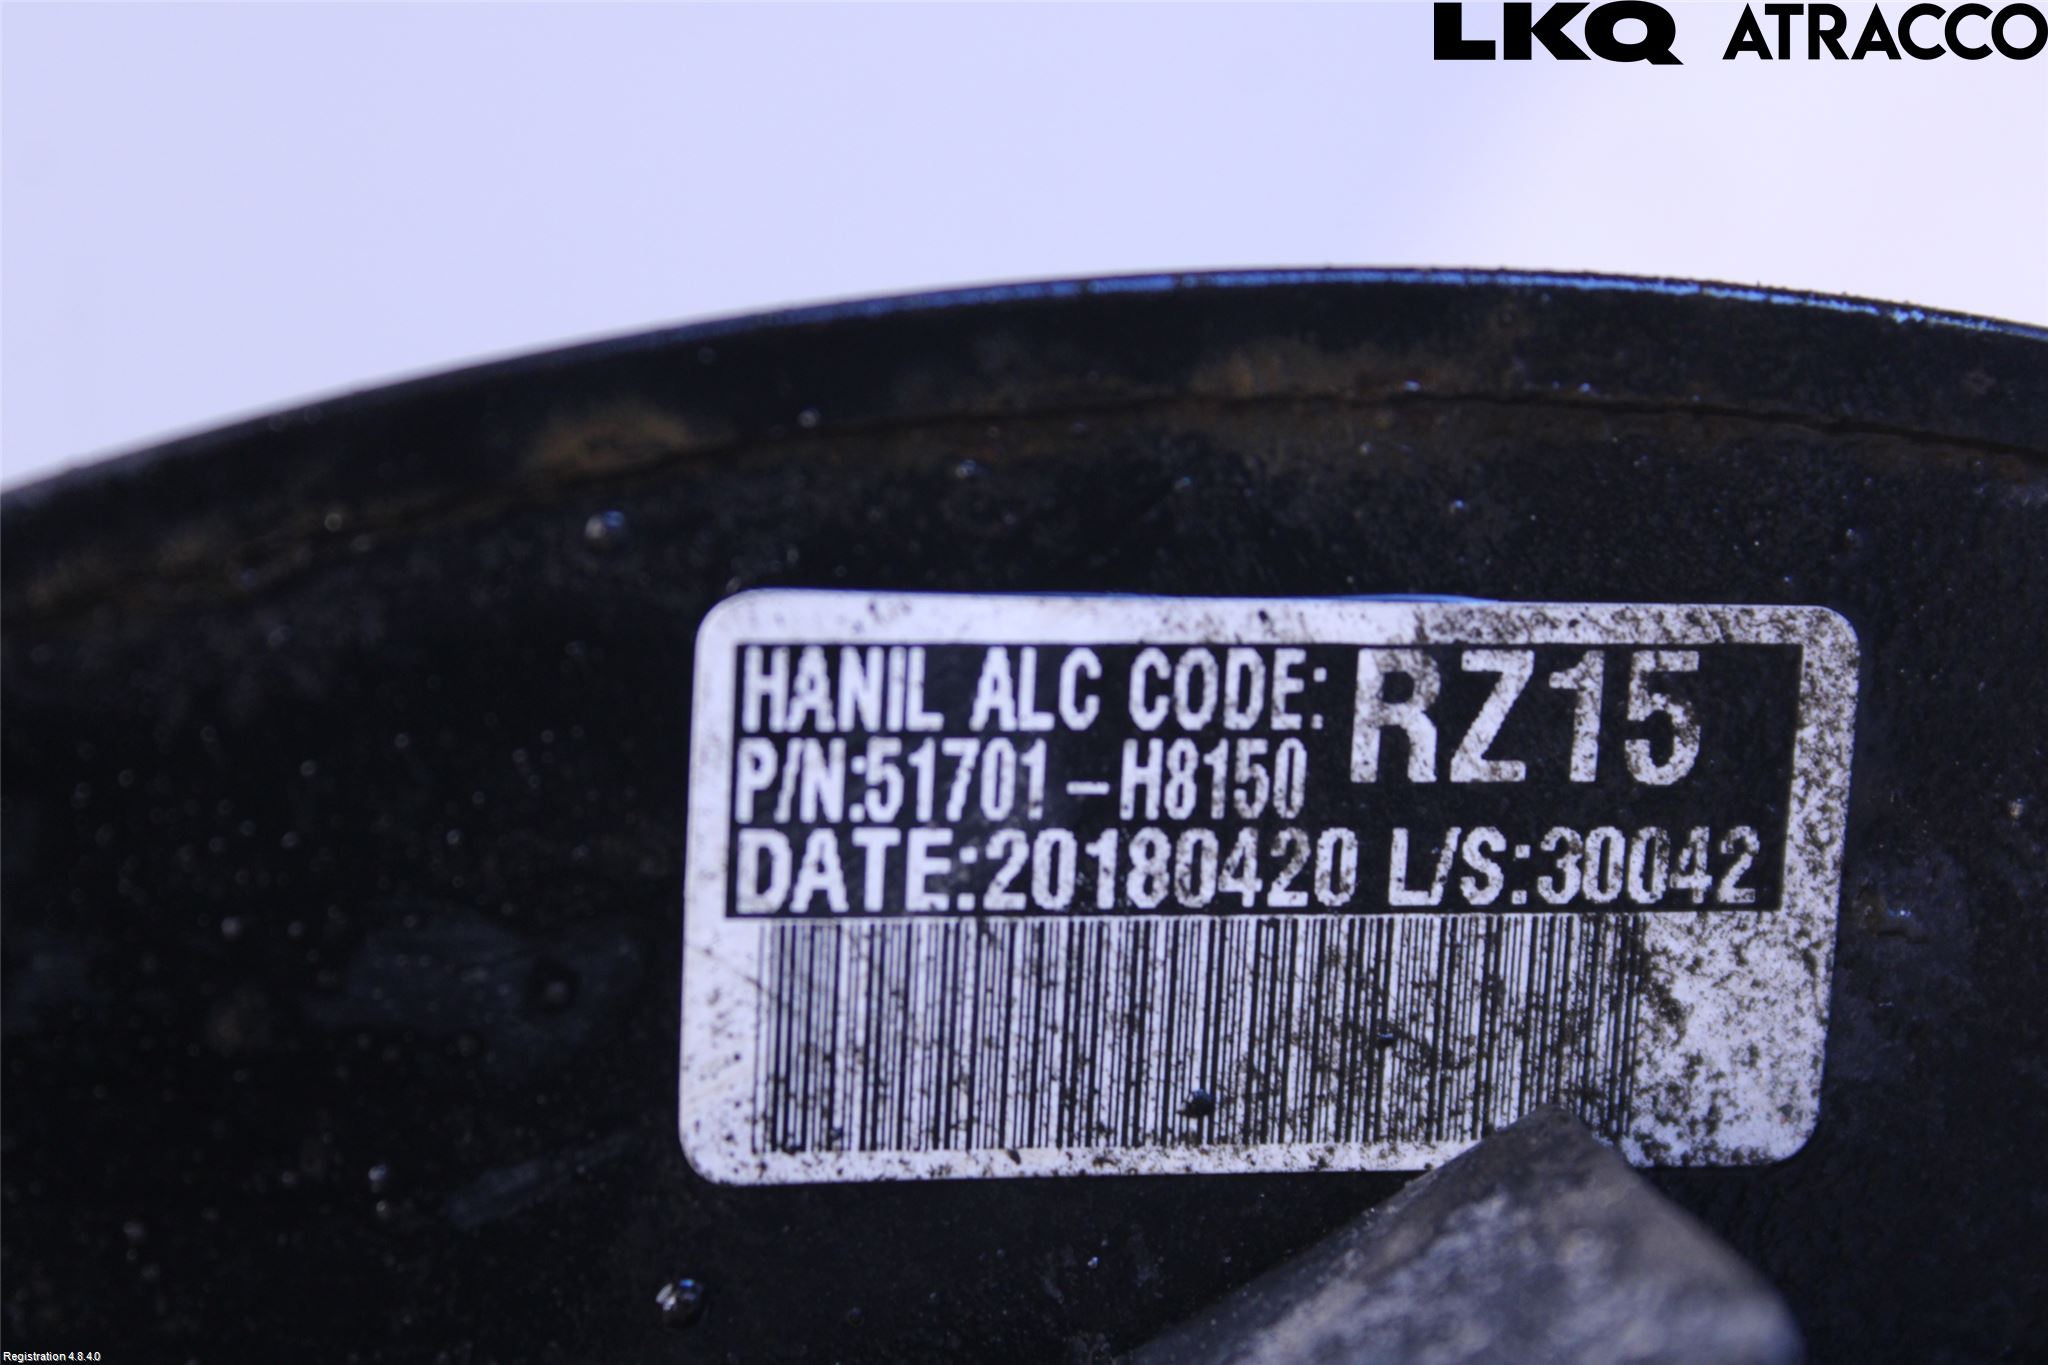 LKQ ATRACCO
HANIL ALC CODE: RZ15
P/N:51701-H8150
DATE:20180420 L/S:30042
Registration 4.8.4.0